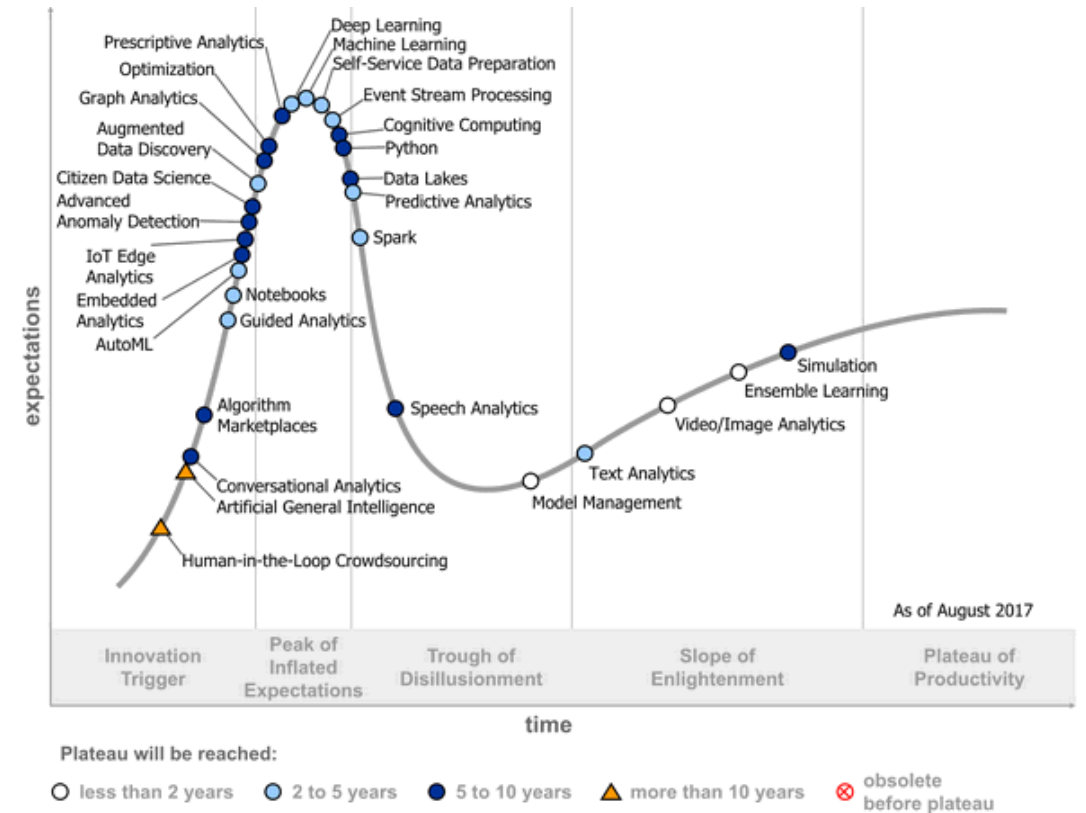 Deep Learning
Prescriptive Analytics
Machine Learning
Optimization
Self-Service Data Preparation
Graph Analytics
Event Stream Processing
Augmented
Data Discovery
Cognitive Computing
Python
Citizen Data Science
Data Lakes
Advanced
Anomaly Detection
Predictive Analytics
Spark
IoT Edge
Analytics
Embedded
Analytics
Notebooks
Guided Analytics
AutoML
Algorithm
Marketplaces
Speech Analytics
Simulation
Ensemble Learning
Video/Image Analytics
Text Analytics
Model Management
Conversational Analytics
Artificial General Intelligence
Human-in-the-Loop Crowdsourcing
As of August 2017
expectations
Innovation
Trigger
Peak of
Inflated
Expectations
Trough of
Disillusionment
Slope of
Enlightenment
Plateau of
Productivity
time
Plateau will be reached:
less than 2 years
2 to 5 years
5 to 10 years
more than 10 years
obsolete
before plateau